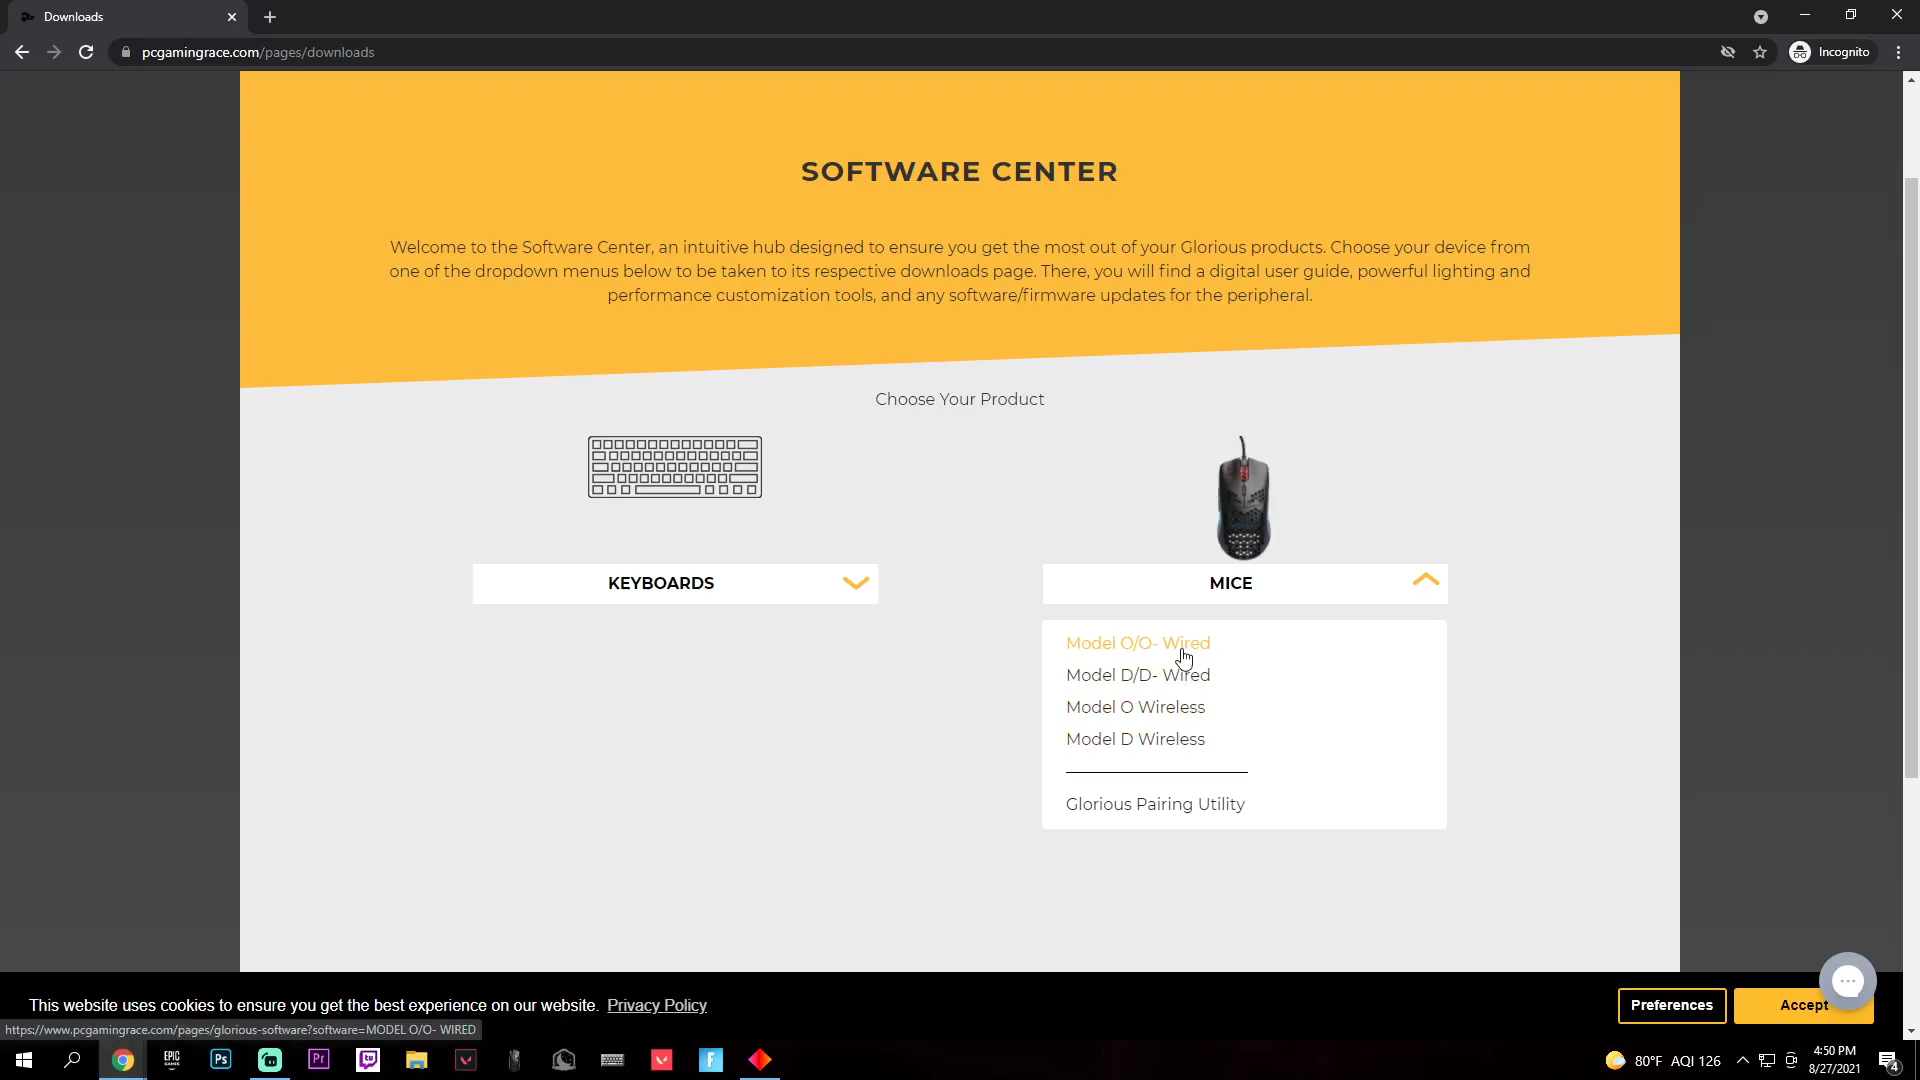 Downloads
pcgamingrace.com/pages/downloads
Incognito
SOFTWARE CENTER
Welcome to the Software Center, an intuitive hub designed to ensure you get the most out of your Glorious products. Choose your device from
one of the dropdown menus below to be taken to its respective downloads page. There, you will find a digital user guide, powerful lighting and
performance customization tools, and any software/firmware updates for the peripheral.
Choose Your Product
KEYBOARDS
MICE
Model O/O- Wired
Model D/D- Wired
Model O Wireless
Model D Wireless
Glorious Pairing Utility
This website uses cookies to ensure you get the best experience on our website. Privacy Policy
Preferences
Accept
https://www.pcgamingrace.com/pages/glorious-software?software=MODEL O/O- WIRED
EPIC
GAMES
Ps
Pr
F
80°F AQI 126
4:50 PM
8/27/2021
4